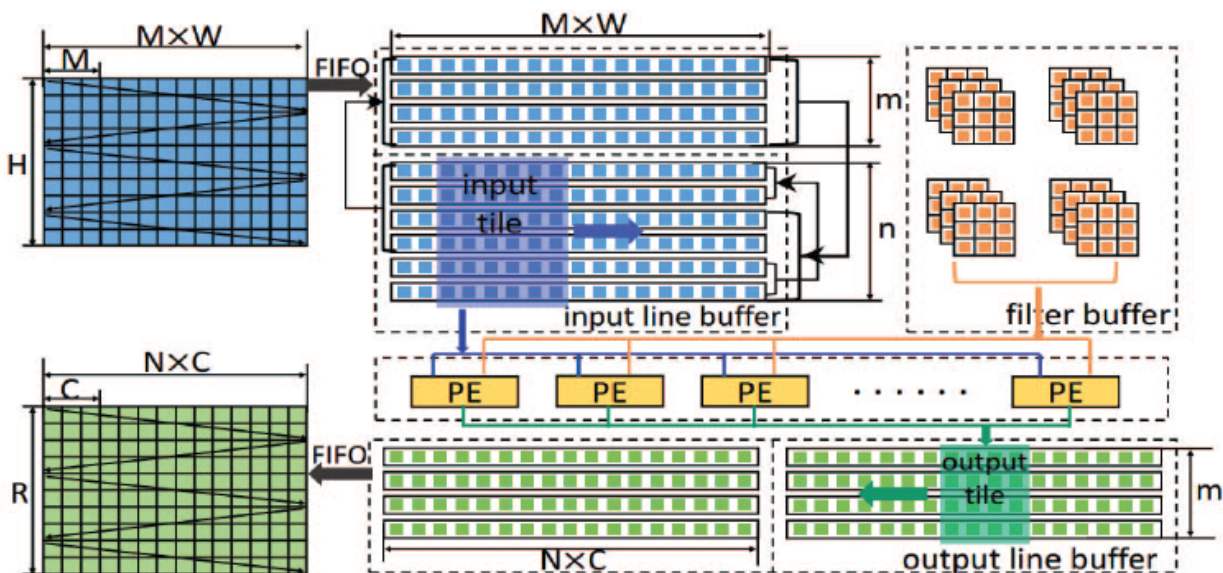 M×W
M
H
FIFO
M×W
m
input
tile
n
input line buffer
filter buffer
PE
PE
PE
· · · · · ·
PE
N×C
C
R
FIFO
N×C
output
tile
m
output line buffer